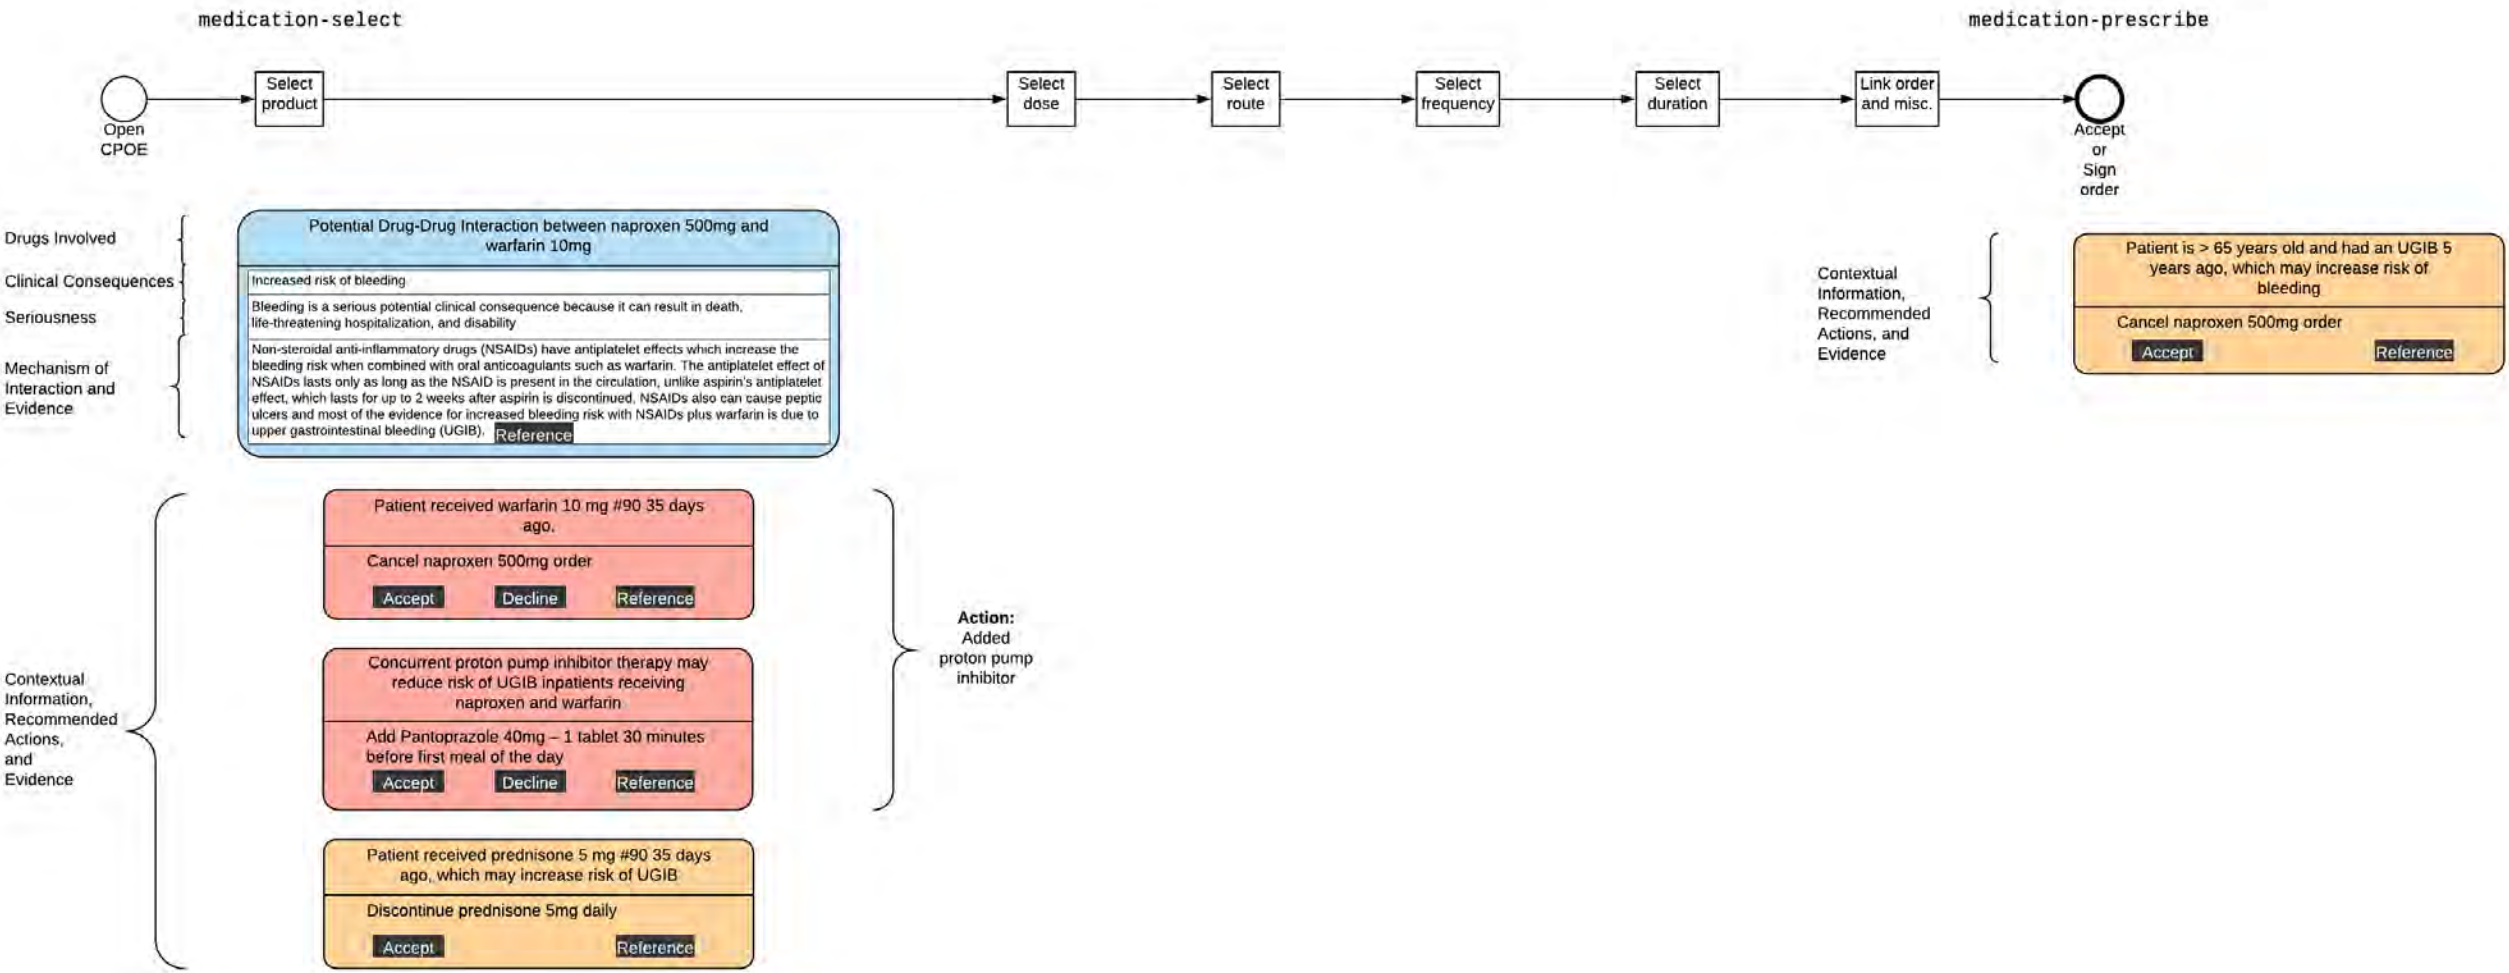 medication-select
medication-prescribe
Open
CPOE
Select
product
Select
dose
Select
route
Select
frequency
Select
duration
Link order
and misc.
Accept
or
Sign
order
Drugs Involved
Clinical Consequences
Seriousness
Mechanism of
Interaction and
Evidence
Potential Drug-Drug Interaction between naproxen 500mg and
warfarin 10mg
Increased risk of bleeding
Bleeding is a serious potential clinical consequence because it can result in death,
life-threatening hospitalization, and disability
Non-steroidal anti-inflammatory drugs (NSAIDs) have antiplatelet effects which increase the
bleeding risk when combined with oral anticoagulants such as warfarin. The antiplatelet effect of
NSAIDs lasts only as long as the NSAID is present in the circulation, unlike aspirin's antiplatelet
effect, which lasts for up to 2 weeks after aspirin is discontinued. NSAIDs also can cause peptic
ulcers and most of the evidence for increased bleeding risk with NSAIDs plus warfarin is due to
upper gastrointestinal bleeding (UGIB). Reference
Contextual
Information,
Recommended
Actions, and
Evidence
Patient is > 65 years old and had an UGIB 5
years ago, which may increase risk of
bleeding
Cancel naproxen 500mg order
Accept Reference
Contextual
Information,
Recommended
Actions,
and
Evidence
Patient received warfarin 10 mg #90 35 days
ago.
Cancel naproxen 500mg order
Accept Decline Reference
Concurrent proton pump inhibitor therapy may
reduce risk of UGIB inpatients receiving
naproxen and warfarin
Add Pantoprazole 40mg – 1 tablet 30 minutes
before first meal of the day
Accept Decline Reference
Action:
Added
proton pump
inhibitor
Patient received prednisone 5 mg #90 35 days
ago, which may increase risk of UGIB
Discontinue prednisone 5mg daily
Accept Reference